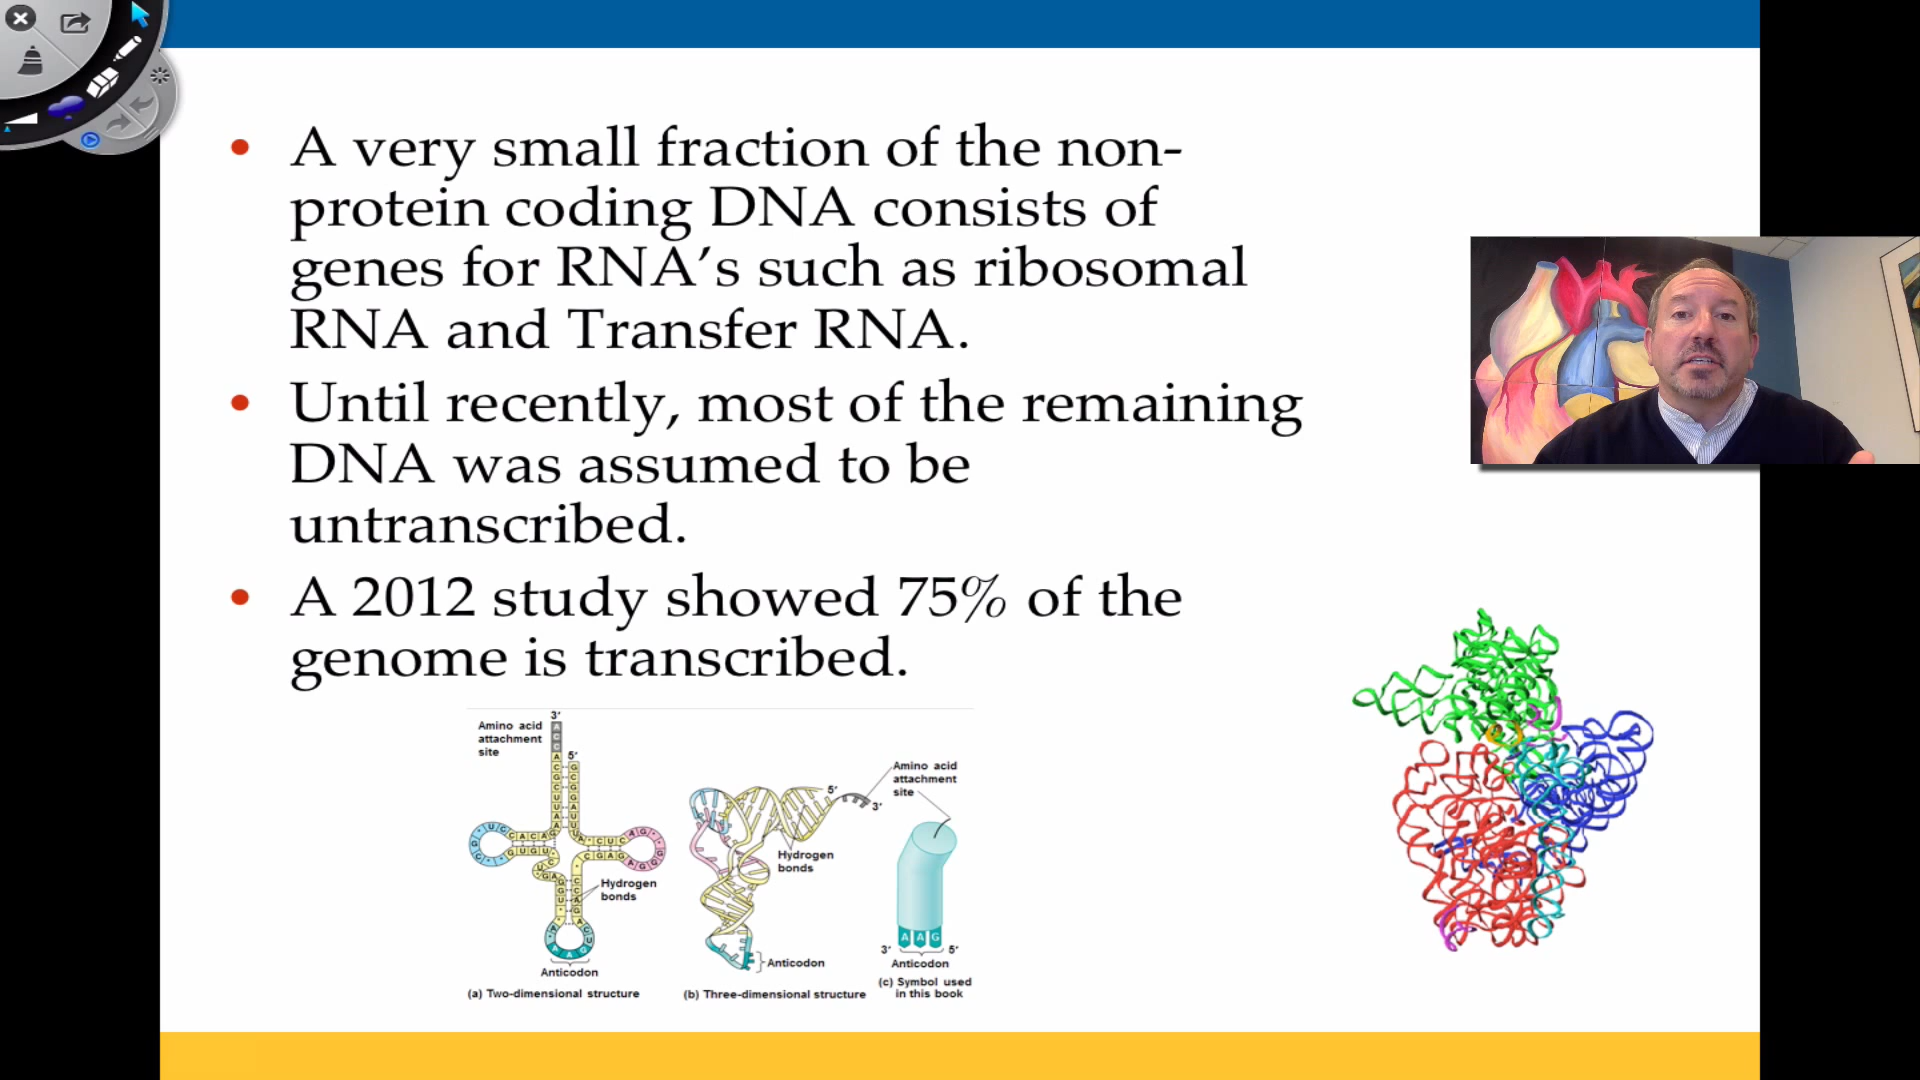 • A very small fraction of the non-
protein coding DNA consists of
genes for RNA's such as ribosomal
RNA and Transfer RNA.
• Until recently, most of the remaining
DNA was assumed to be
untranscribed.
• A 2012 study showed 75% of the
genome is transcribed.
3'
Amino acid
attachment
site
5'
Hydrogen
bonds
Anticodon
(a) Two-dimensional structure
5'
3'
Amino acid
attachment
site
Hydrogen
bonds
Anticodon
(b) Three-dimensional structure
A A G
3' 5'
Anticodon
(c) Symbol used
in this book